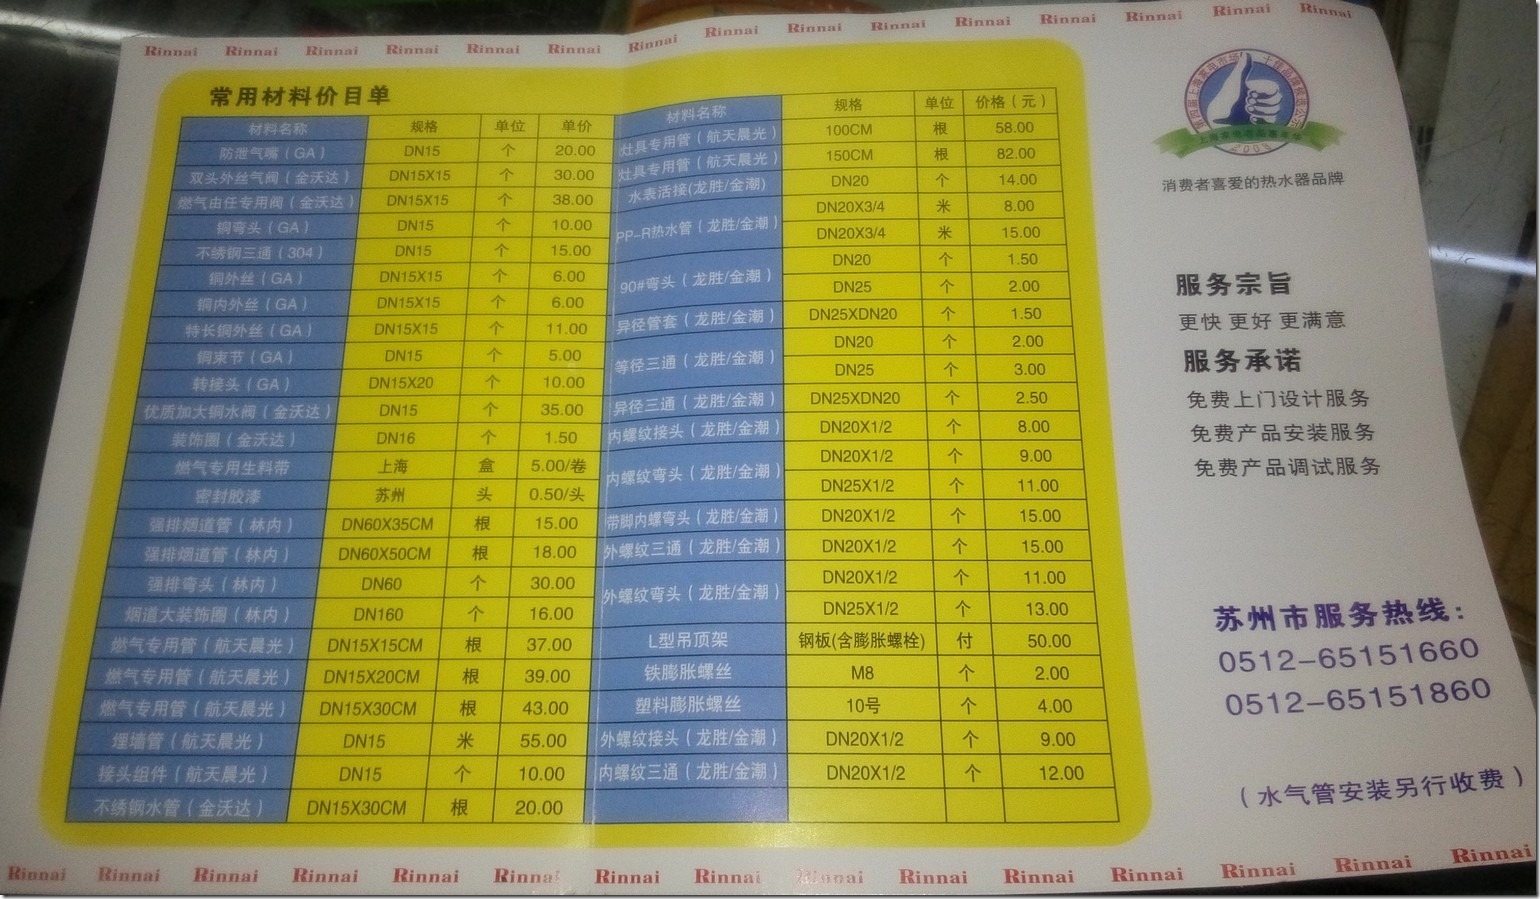 Rinnai Rinnai Rinnai Rinnai Rinnai Rinnai Rinnai Rinnai Rinnai Rinnai Rinnai Rinnai Rinnai Rinnai Rinnai
常用材料价目单
材料名称 规格 单位 单价
防泄气嘴（GA） DN15 个 20.00
双头外丝气阀（金沃达） DN15X15 个 30.00
燃气由任专用阀（金沃达） DN15X15 个 38.00
铜弯头（GA） DN15 个 10.00
不锈钢三通（304） DN15 个 15.00
铜外丝（GA） DN15X15 个 6.00
铜内外丝（GA） DN15X15 个 6.00
特长铜外丝（GA） DN15X15 个 11.00
铜束节（GA） DN15 个 5.00
转接头（GA） DN15X20 个 10.00
优质加大铜水阀（金沃达） DN15 个 35.00
装饰圈（金沃达） DN16 个 1.50
燃气专用生料带 上海 盒 5.00/卷
密封胶漆 苏州 头 0.50/头
强排烟道管（林内） DN60X35CM 根 15.00
强排烟道管（林内） DN60X50CM 根 18.00
强排弯头（林内） DN60 个 30.00
烟道大装饰圈（林内） DN160 个 16.00
燃气专用管（航天晨光） DN15X15CM 根 37.00
燃气专用管（航天晨光） DN15X20CM 根 39.00
燃气专用管（航天晨光） DN15X30CM 根 43.00
埋墙管（航天晨光） DN15 米 55.00
接头组件（航天晨光） DN15 个 10.00
不锈钢水管（金沃达） DN15X30CM 根 20.00
材料名称 规格 单位 价格（元）
灶具专用管（航天晨光） 100CM 根 58.00
灶具专用管（航天晨光） 150CM 根 82.00
水表活接(龙胜/金潮) DN20 个 14.00
PP-R热水管（龙胜/金潮） DN20X3/4 米 8.00
DN20X3/4 米 15.00
90#弯头（龙胜/金潮） DN20 个 1.50
DN25 个 2.00
异径管套（龙胜/金潮） DN25XDN20 个 1.50
等径三通（龙胜/金潮） DN20 个 2.00
DN25 个 3.00
异径三通（龙胜/金潮） DN25XDN20 个 2.50
内螺纹接头（龙胜/金潮） DN20X1/2 个 8.00
内螺纹弯头（龙胜/金潮） DN20X1/2 个 9.00
DN25X1/2 个 11.00
带脚内螺弯头（龙胜/金潮） DN20X1/2 个 15.00
外螺纹三通（龙胜/金潮） DN20X1/2 个 15.00
外螺纹弯头（龙胜/金潮） DN20X1/2 个 11.00
DN25X1/2 个 13.00
L型吊顶架 钢板(含膨胀螺栓) 付 50.00
铁膨胀螺丝 M8 个 2.00
塑料膨胀螺丝 10号 个 4.00
外螺纹接头（龙胜/金潮） DN20X1/2 个 9.00
内螺纹三通（龙胜/金潮） DN20X1/2 个 12.00
消费者喜爱的热水器品牌
服务宗旨
更快 更好 更满意
服务承诺
免费上门设计服务
免费产品安装服务
免费产品调试服务
苏州市服务热线：
0512-65151660
0512-65151860
（水气管安装另行收费）
Rinnai Rinnai Rinnai Rinnai Rinnai Rinnai Rinnai Rinnai Rinnai Rinnai Rinnai Rinnai Rinnai Rinnai Rinnai